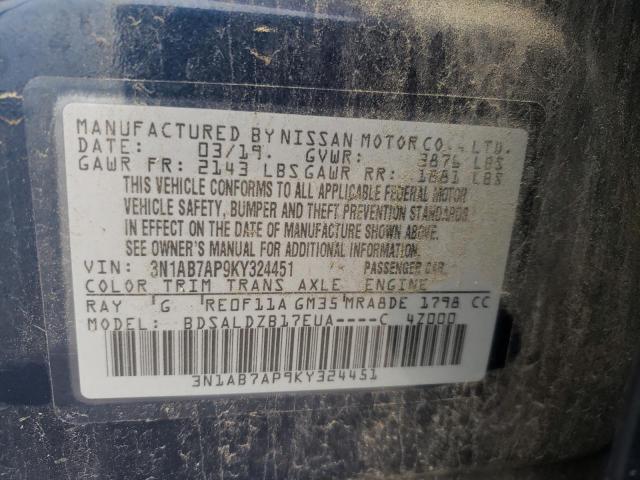 MANUFACTURED BY NISSAN MOTOR CO., LTD.
DATE: 03/19. GVWR: 3876 LBS
GAWR FR: 2143 LBS GAWR RR: 1881 LBS
THIS VEHICLE CONFORMS TO ALL APPLICABLE FEDERAL MOTOR
VEHICLE SAFETY, BUMPER AND THEFT PREVENTION STANDARDS
IN EFFECT ON THE DATE OF MANUFACTURE SHOWN ABOVE.
SEE OWNER'S MANUAL FOR ADDITIONAL INFORMATION.
VIN: 3N1AB7AP9KY324451 PASSENGER CAR
COLOR TRIM TRANS AXLE ENGINE
RAY G RE0F11A GM35 MRA8DE 1798 CC
MODEL: BDSALDZB17EUA----C 4Z000
3N1AB7AP9KY324451